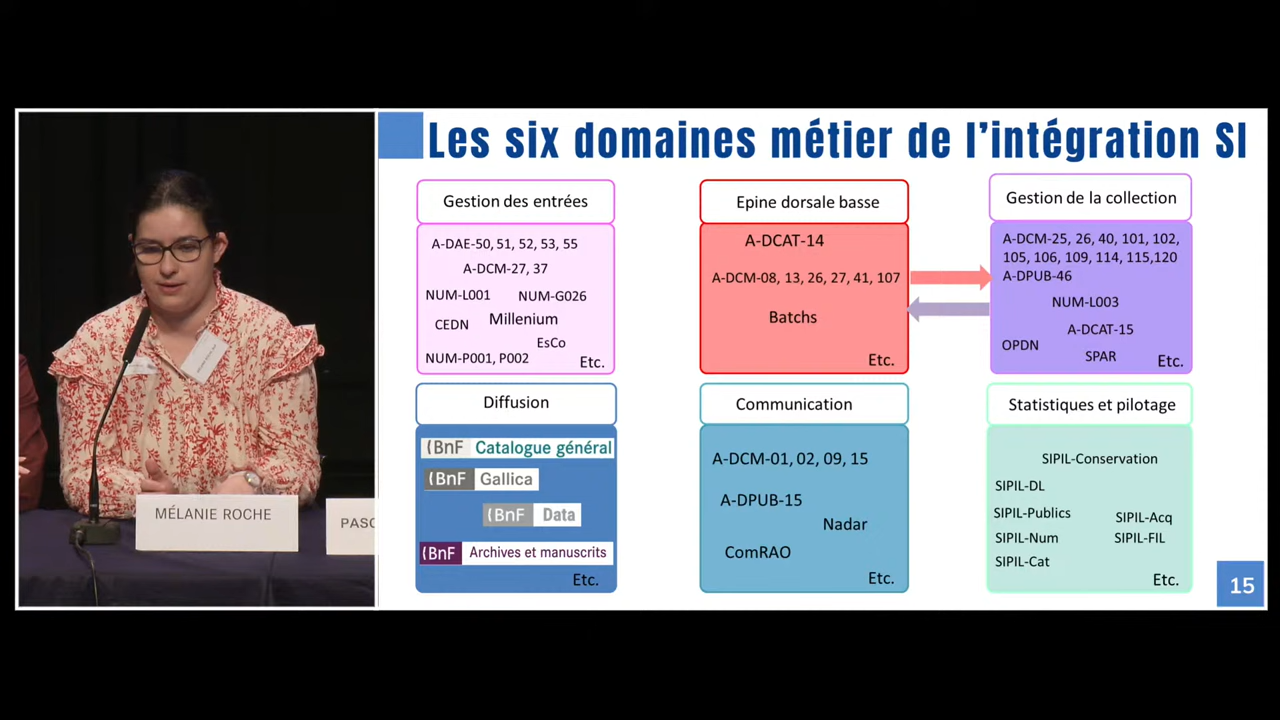 Les six domaines métier de l'intégration SI
Gestion des entrées
A-DAE-50, 51, 52, 53, 55
A-DCM-27, 37
NUM-L001 NUM-G026
CEDN Millenium
EsCo
NUM-P001, P002 Etc.
Epine dorsale basse
A-DCAT-14
A-DCM-08, 13, 26, 27, 41, 107
Batchs
Etc.
Gestion de la collection
A-DCM-25, 26, 40, 101, 102,
105, 106, 109, 114, 115,120
A-DPUB-46
NUM-L003
A-DCAT-15
OPDN
SPAR Etc.
Diffusion
(BnF Catalogue général
(BnF Gallica
(BnF Data
(BnF Archives et manuscrits
Etc.
Communication
A-DCM-01, 02, 09, 15
A-DPUB-15
Nadar
ComRAO
Etc.
Statistiques et pilotage
SIPIL-Conservation
SIPIL-DL
SIPIL-Publics SIPIL-Acq
SIPIL-Num SIPIL-FIL
SIPIL-Cat
Etc.
15
MÉLANIE ROCHE
PASC